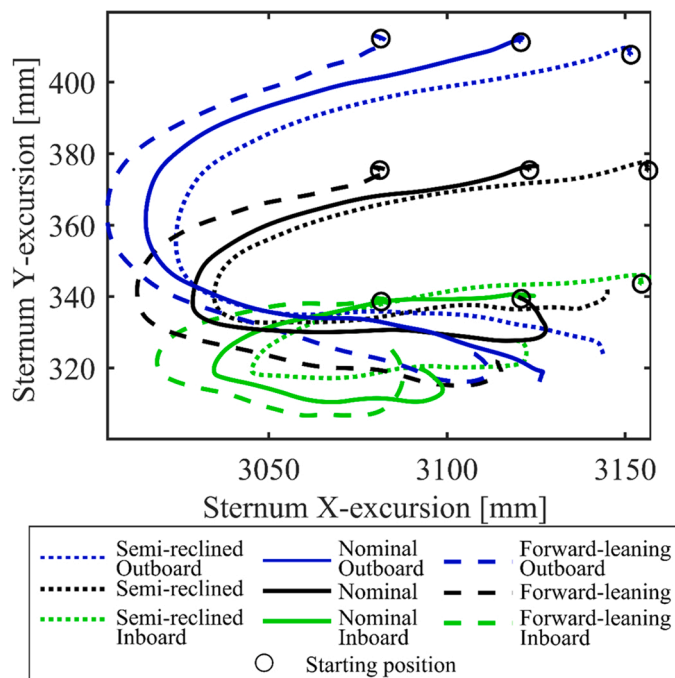 Sternum Y-excursion [mm]
400
380
360
340
320
3050 3100 3150
Sternum X-excursion [mm]
Semi-reclined Outboard
Nominal Outboard
Forward-leaning Outboard
Semi-reclined
Nominal
Forward-leaning
Semi-reclined Inboard
Nominal Inboard
Forward-leaning Inboard
Starting position